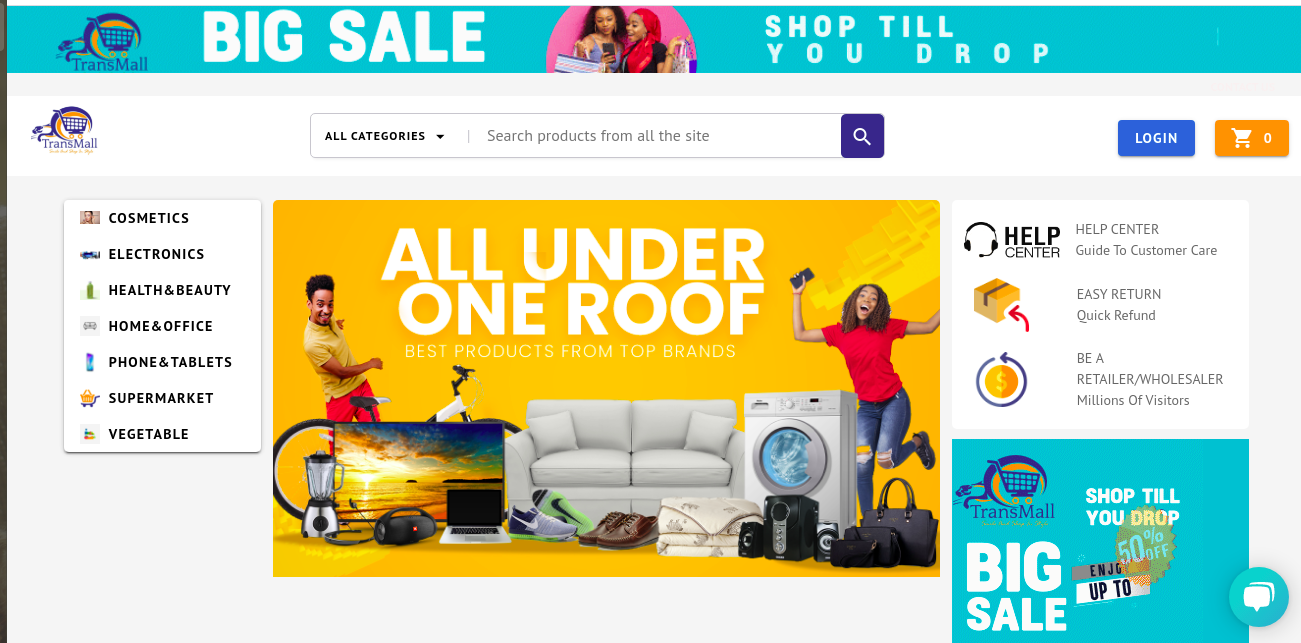 TransMall
BIG SALE
SHOP TILL
YOU DROP
TransMall
ALL CATEGORIES
Search products from all the site
LOGIN
0
COSMETICS
ELECTRONICS
HEALTH&BEAUTY
HOME&OFFICE
PHONE&TABLETS
SUPERMARKET
VEGETABLE
ALL UNDER
ONE ROOF
BEST PRODUCTS FROM TOP BRANDS
HELP
CENTER
HELP CENTER
Guide To Customer Care
EASY RETURN
Quick Refund
BE A
RETAILER/WHOLESALER
Millions Of Visitors
TransMall
SHOP TILL
YOU DROP
50%
OFF
BIG
SALE
ENJO
UP TO